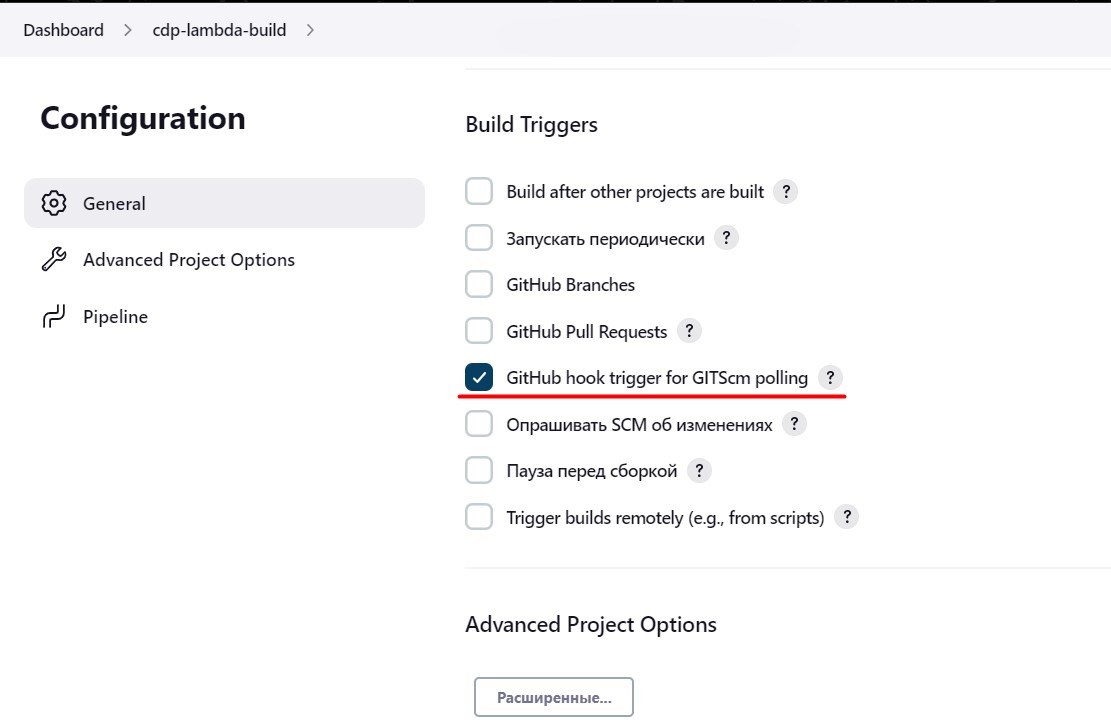 Dashboard > cdp-lambda-build >
Configuration
General
Advanced Project Options
Pipeline
Build Triggers
Build after other projects are built ?
Запускать периодически ?
GitHub Branches
GitHub Pull Requests ?
GitHub hook trigger for GITScm polling ?
Опрашивать SCM об изменениях ?
Пауза перед сборкой ?
Trigger builds remotely (e.g., from scripts) ?
Advanced Project Options
Расширенные...